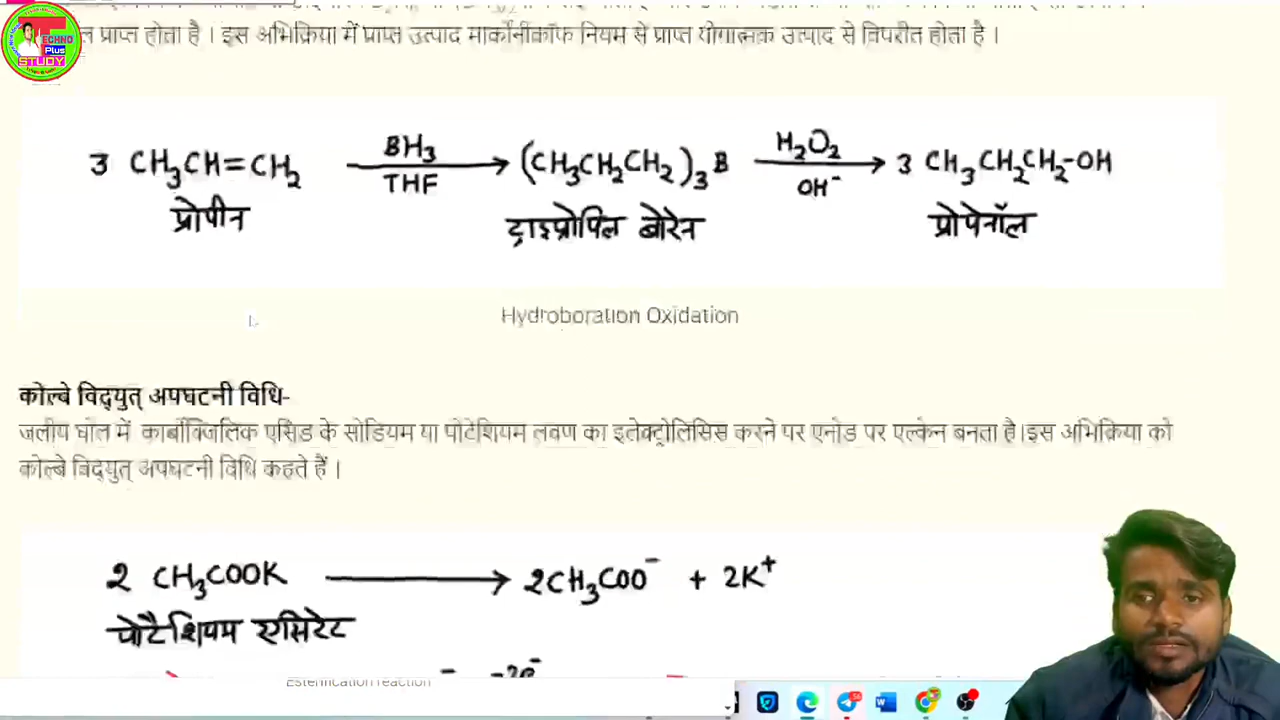 TECHNO
Plus
STUDY
प्राप्त होता है । इस अभिक्रिया में प्राप्त उत्पाद मार्कोनीकॉफ नियम से प्राप्त योगात्मक उत्पाद से विपरीत होता है ।
3 CH₃CH=CH₂ BH₃ THF (CH₃CH₂CH₂)₃B H₂O₂ OH⁻ 3 CH₃CH₂CH₂-OH
प्रोपीन ट्राइप्रोपिल बोरेन प्रोपेनॉल
Hydroboration Oxidation
कोल्बे विद्युत् अपघटनी विधि-
जलीय घोल में कार्बोक्जिलिक एसिड के सोडियम या पोटेशियम लवण का इलेक्ट्रोलिसिस करने पर एनोड पर एल्केन बनता है।इस अभिक्रिया को
कोल्बे विद्युत् अपघटनी विधि कहते हैं ।
2 CH₃COOK 2CH₃COO⁻ + 2K⁺
पोटैशियम एसिटेट
-2e⁻
Esterification reaction